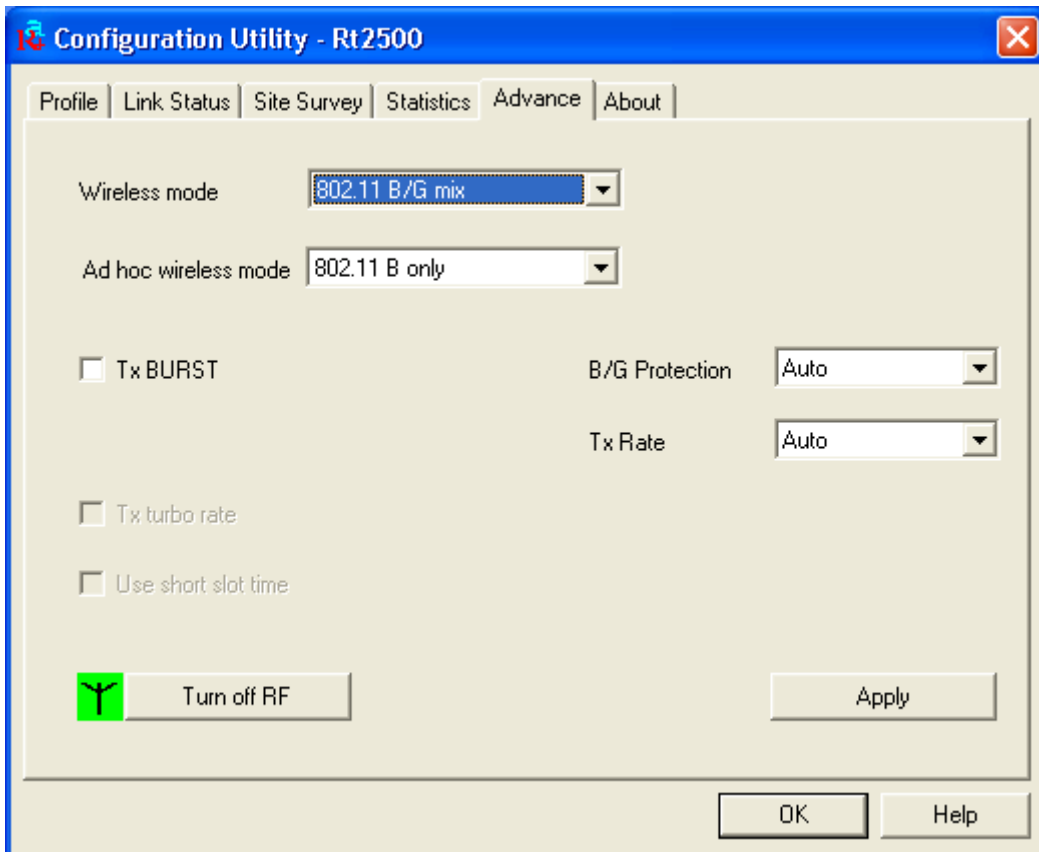 Configuration Utility - Rt2500
Profile
Link Status
Site Survey
Statistics
Advance
About
Wireless mode
802.11 B/G mix
Ad hoc wireless mode
802.11 B only
Tx BURST
B/G Protection
Auto
Tx Rate
Auto
Tx turbo rate
Use short slot time
Turn off RF
Apply
OK
Help